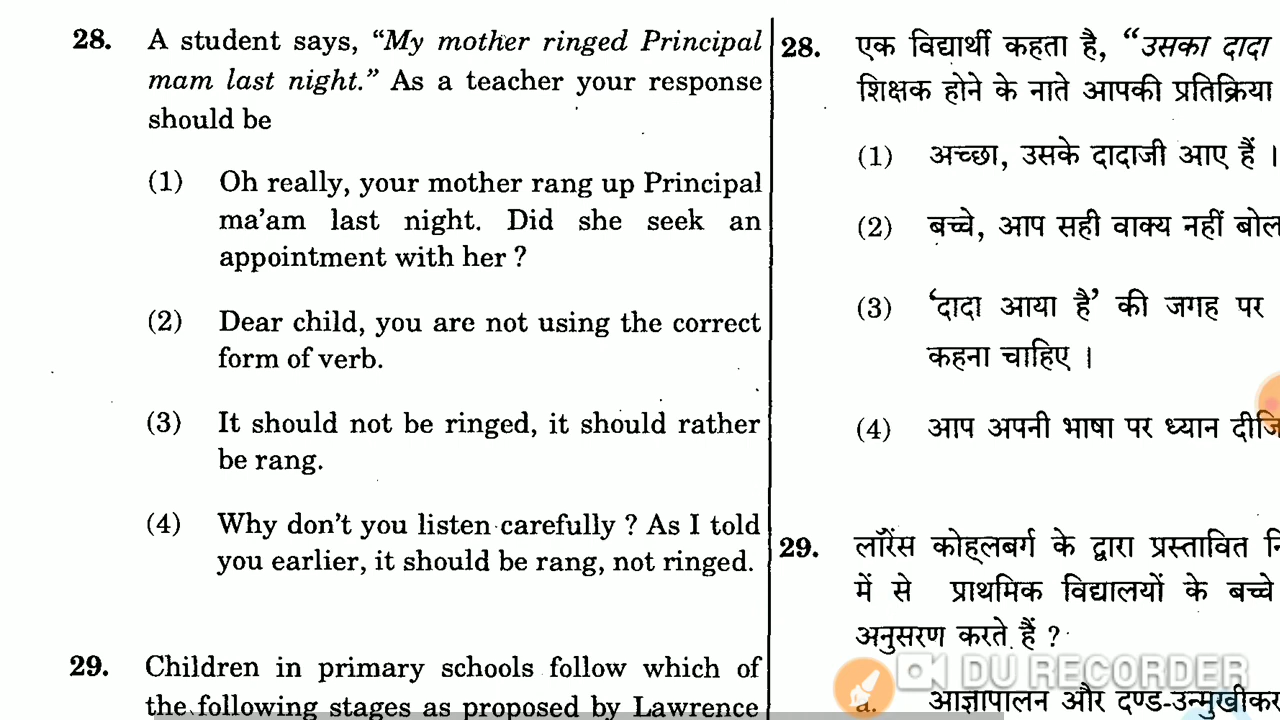 28. A student says, “My mother ringed Principal
mam last night.” As a teacher your response
should be
(1) Oh really, your mother rang up Principal
ma’am last night. Did she seek an
appointment with her ?
(2) Dear child, you are not using the correct
form of verb.
(3) It should not be ringed, it should rather
be rang.
(4) Why don’t you listen carefully ? As I told
you earlier, it should be rang, not ringed.
29. Children in primary schools follow which of
the following stages as proposed by Lawrence
28. एक विद्यार्थी कहता है, “उसका दादा
शिक्षक होने के नाते आपकी प्रतिक्रिया
(1) अच्छा, उसके दादाजी आए हैं ।
(2) बच्चे, आप सही वाक्य नहीं बोल
(3) ‘दादा आया है’ की जगह पर
कहना चाहिए ।
(4) आप अपनी भाषा पर ध्यान
29. लॉरेंस कोह्लबर्ग के द्वारा प्रस्तावित
में से प्राथमिक विद्यालयों के बच्चे
अनुसरण करते हैं ?
DU RECORDER
a. आज्ञापालन और